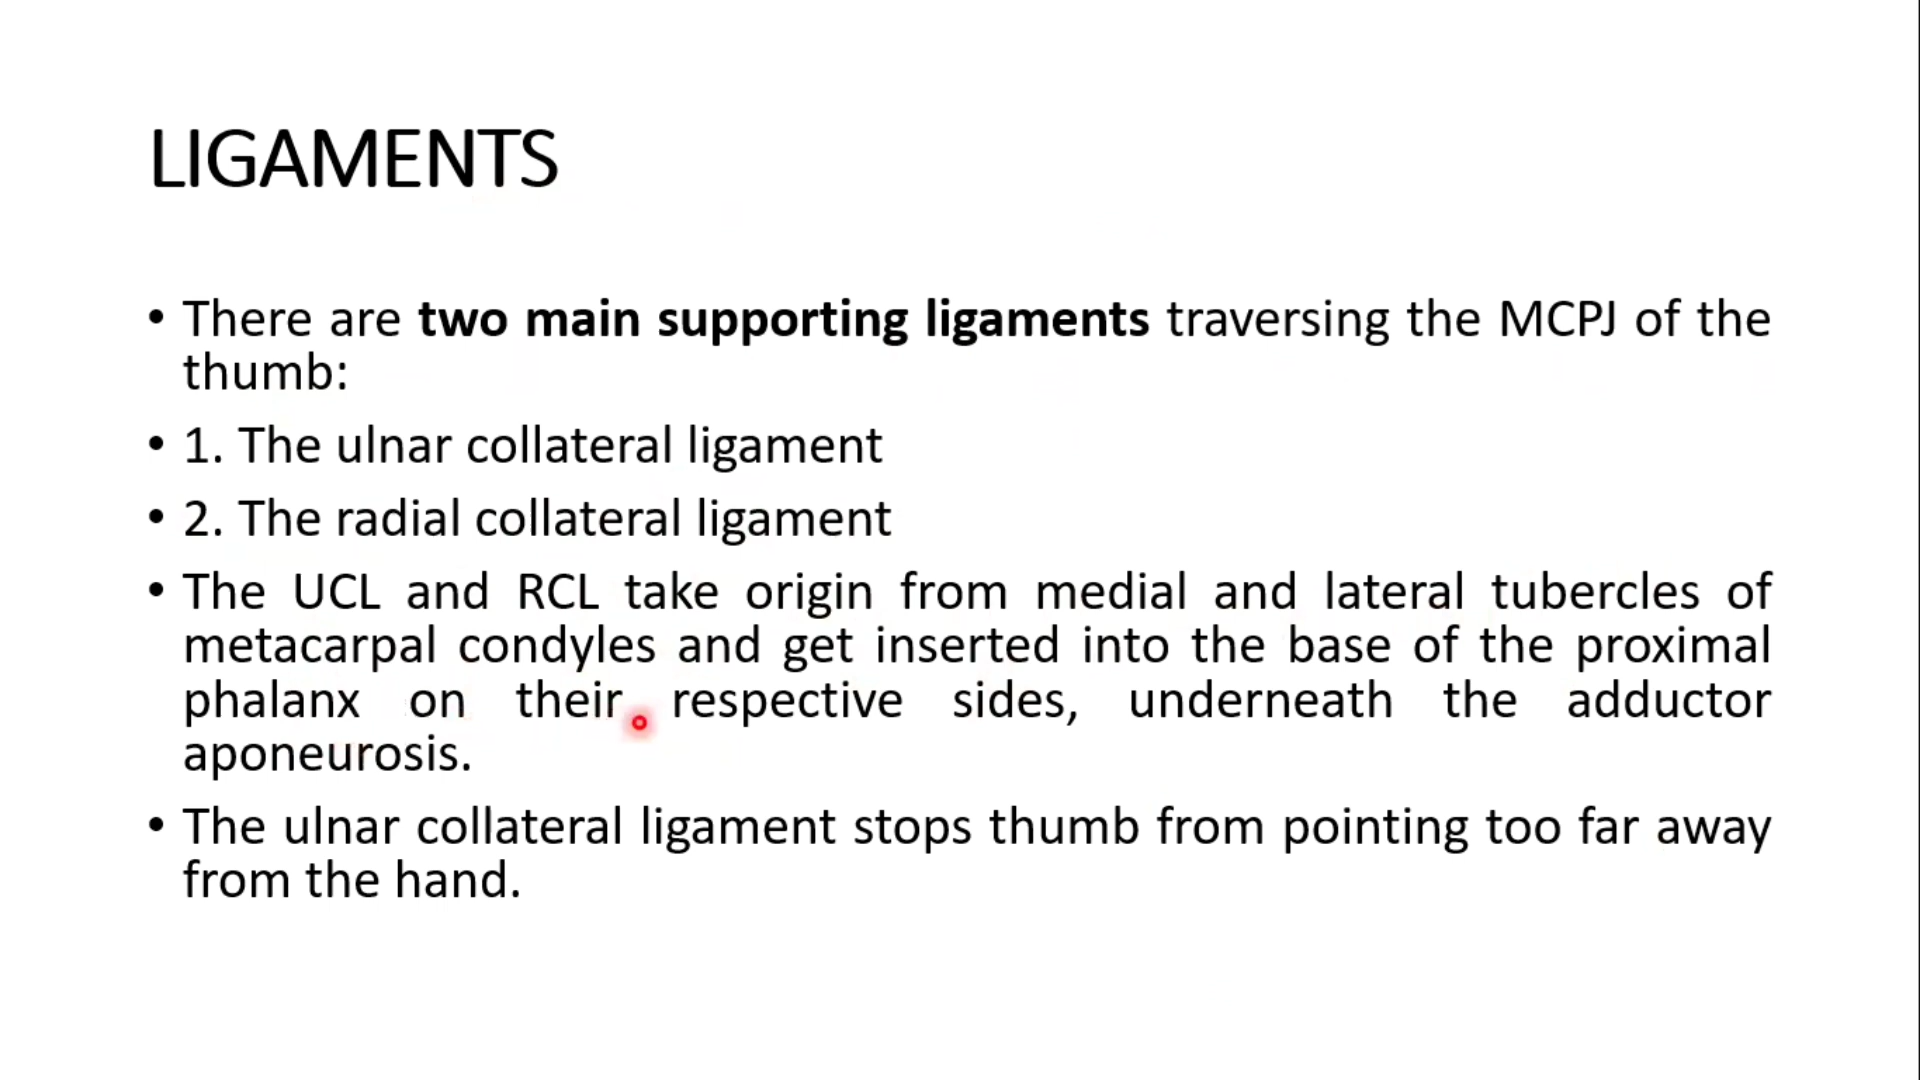 LIGAMENTS
• There are two main supporting ligaments traversing the MCPJ of the
thumb:
• 1. The ulnar collateral ligament
• 2. The radial collateral ligament
• The UCL and RCL take origin from medial and lateral tubercles of
metacarpal condyles and get inserted into the base of the proximal
phalanx on their respective sides, underneath the adductor
aponeurosis.
• The ulnar collateral ligament stops thumb from pointing too far away
from the hand.